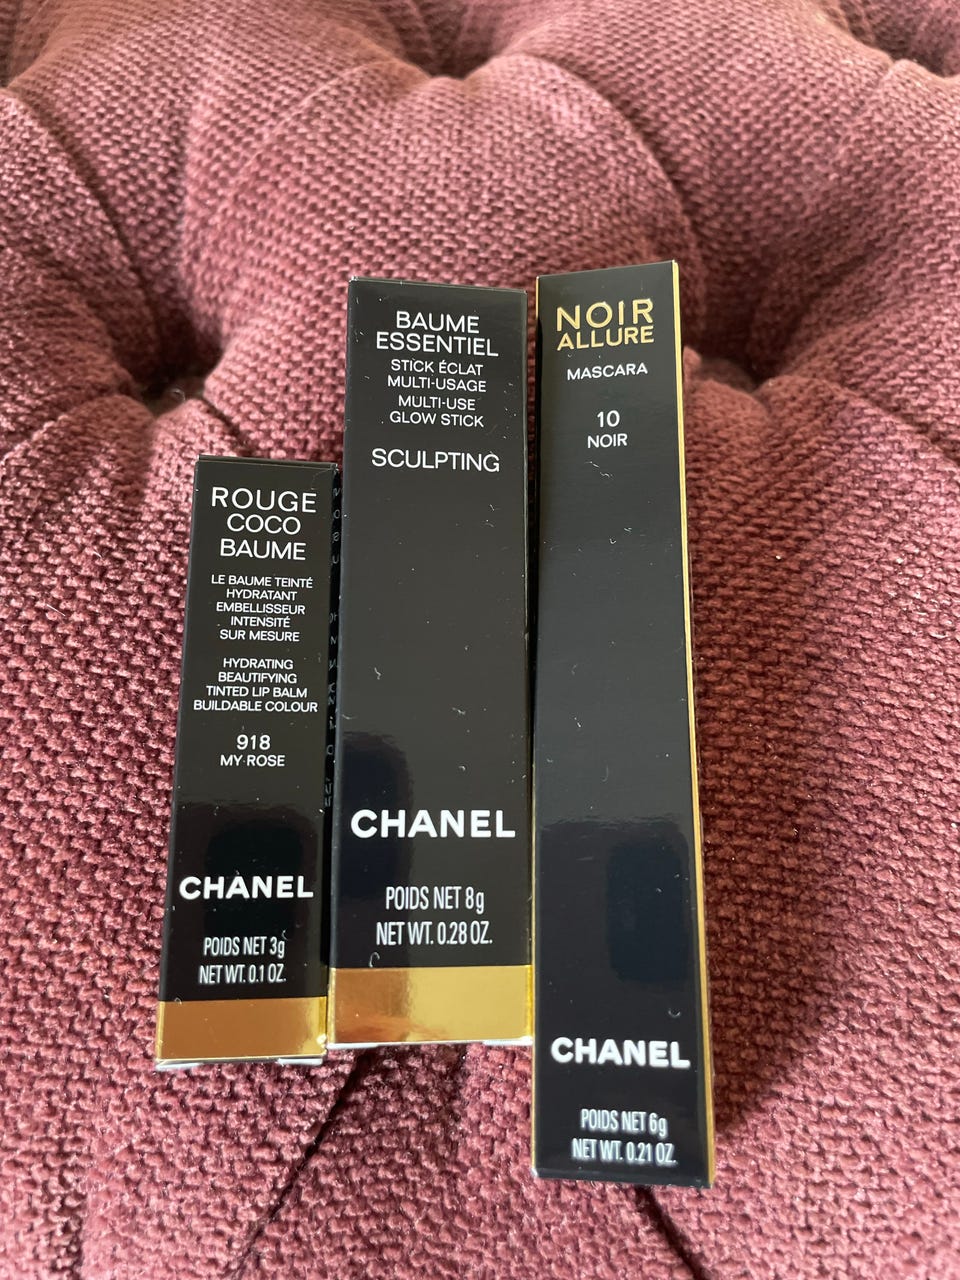 ROUGE
COCO
BAUME
LE BAUME TEINTÉ
HYDRATANT
EMBELLISSEUR
INTENSITÉ
SUR MESURE
HYDRATING
BEAUTIFYING
TINTED LIP BALM
BUILDABLE COLOUR
918
MY ROSE
CHANEL
POIDS NET 3g
NET WT. 0.1 OZ.
BAUME
ESSENTIEL
STICK ÉCLAT
MULTI-USAGE
MULTI-USE
GLOW STICK
SCULPTING
CHANEL
POIDS NET 8g
NET WT. 0.28 OZ.
NOIR
ALLURE
MASCARA
10
NOIR
CHANEL
POIDS NET 6g
NET WT. 0.21 OZ.